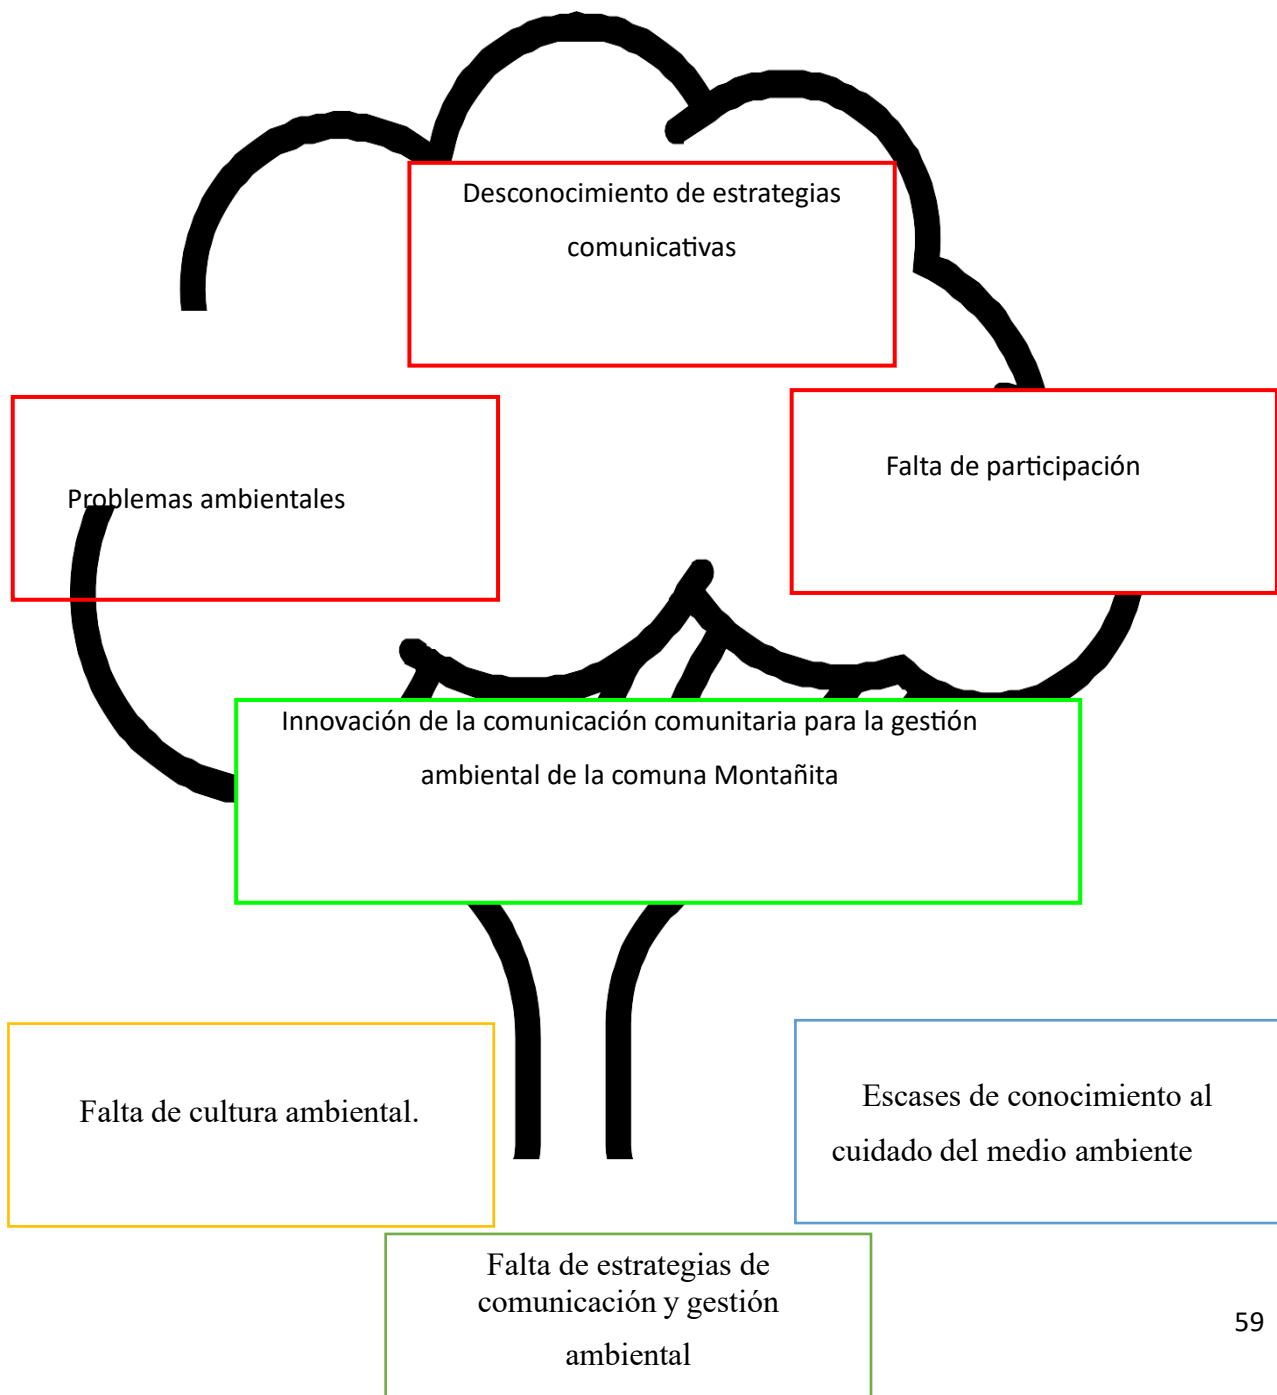 Desconocimiento de estrategias
comunicativas
Problemas ambientales
Falta de participación
Innovación de la comunicación comunitaria para la gestión
ambiental de la comuna Montañita
Falta de cultura ambiental.
Escases de conocimiento al
cuidado del medio ambiente
Falta de estrategias de
comunicación y gestión
ambiental
59